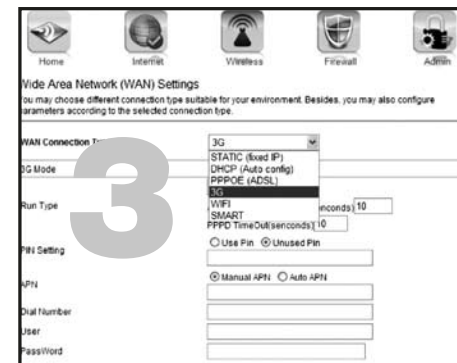 Home Internet Wireless Firewall Admin
Wide Area Network (WAN) Settings
You may choose different connection type suitable for your environment. Besides, you may also configure
parameters according to the selected connection type.
WAN Connection T
3G
STATIC (fixed IP)
DHCP (Auto config)
PPPOE (ADSL)
3G
WIFI
SMART
3G Mode
Run Type
enconds) 10
PPPD TimeOut(senconds) 10
PIN Setting
Use Pin Unused Pin
APN
Manual APN Auto APN
Dial Number
User
PassWord
3